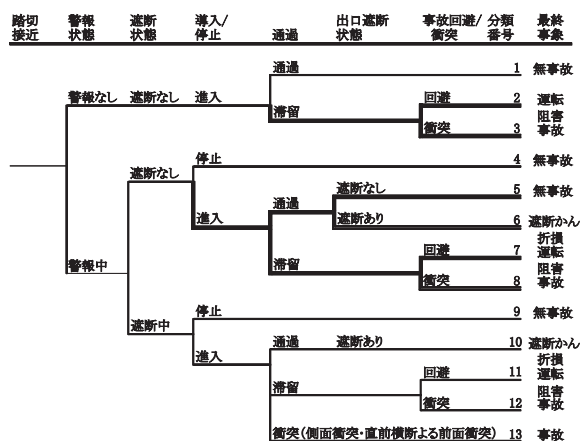 踏切 警報 遮断 導入/ 出口遮断 事故回避/ 分類 最終
接近 状態 状態 停止 通過 状態 衝突 番号 事象
通過 1 無事故
警報なし 遮断なし 進入 回避 2 運転
滞留 阻害
衝突 3 事故
停止 4 無事故
遮断なし 遮断なし 5 無事故
通過
進入 遮断あり 6 遮断かん
折損
回避 7 運転
警報中 滞留 阻害
衝突 8 事故
停止 9 無事故
遮断中
通過 遮断あり 10 遮断かん
進入 折損
回避 11 運転
滞留 阻害
衝突 12 事故
衝突(側面衝突・直前横断よる前面衝突) 13 事故